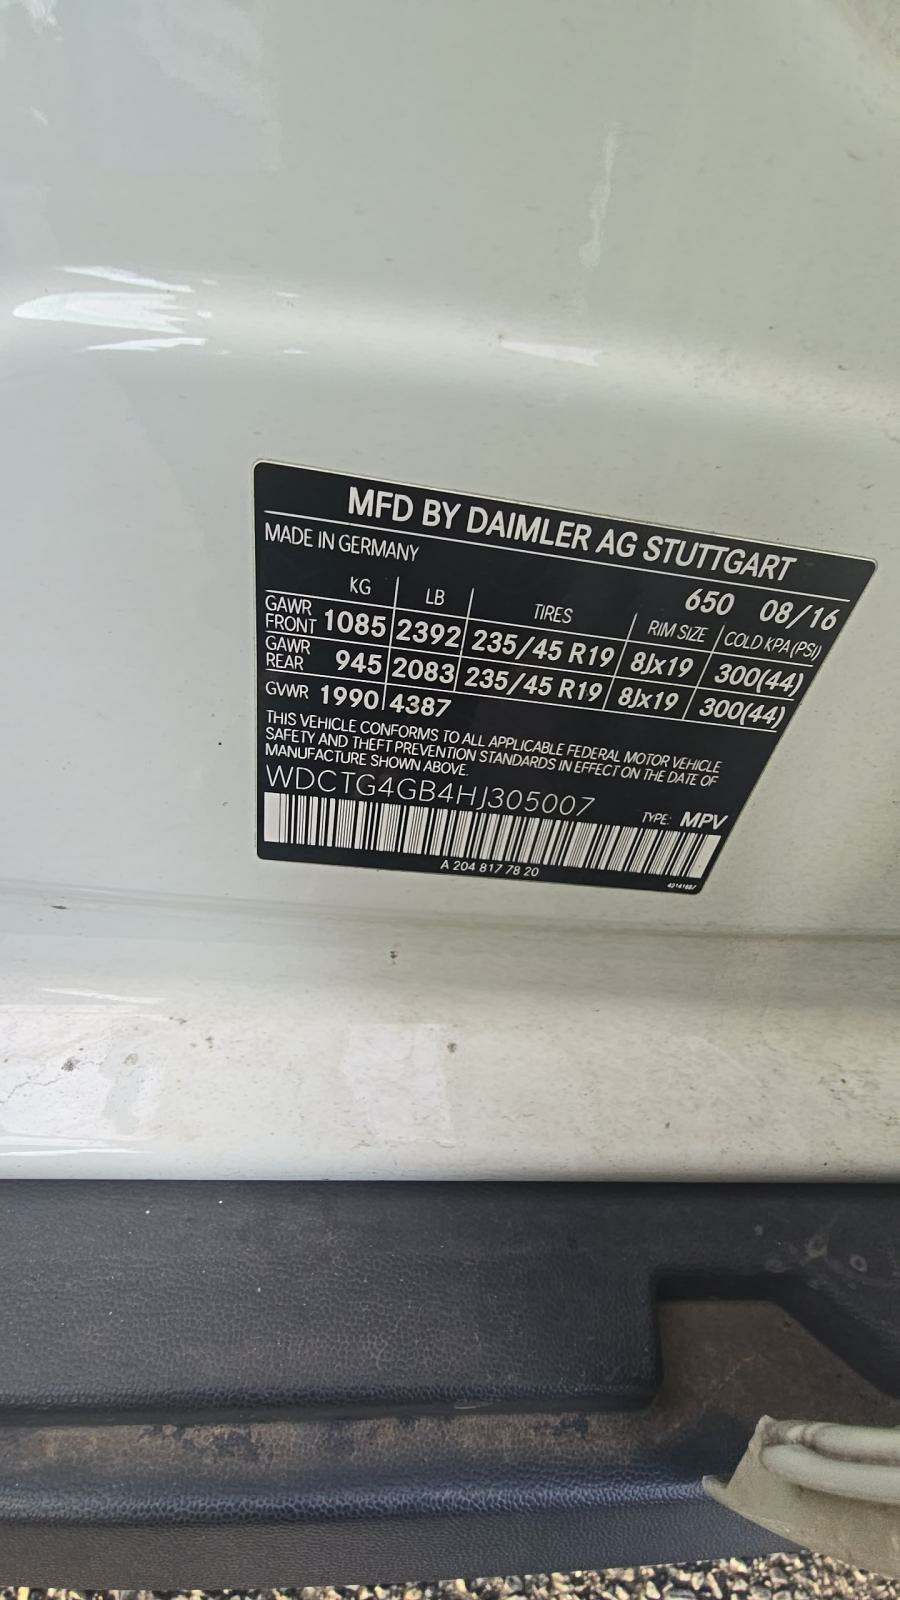 MFD BY DAIMLER AG STUTTGART
MADE IN GERMANY
650 08/16
KG LB TIRES RIM SIZE COLD KPA(PSI)
GAWR FRONT 1085 2392 235/45 R19 8Jx19 300(44)
GAWR REAR 945 2083 235/45 R19 8Jx19 300(44)
GVWR 1990 4387
THIS VEHICLE CONFORMS TO ALL APPLICABLE FEDERAL MOTOR VEHICLE
SAFETY AND THEFT PREVENTION STANDARDS IN EFFECT ON THE DATE OF
MANUFACTURE SHOWN ABOVE.
WDCTG4GB4HJ305007
TYPE: MPV
A 204 817 78 20